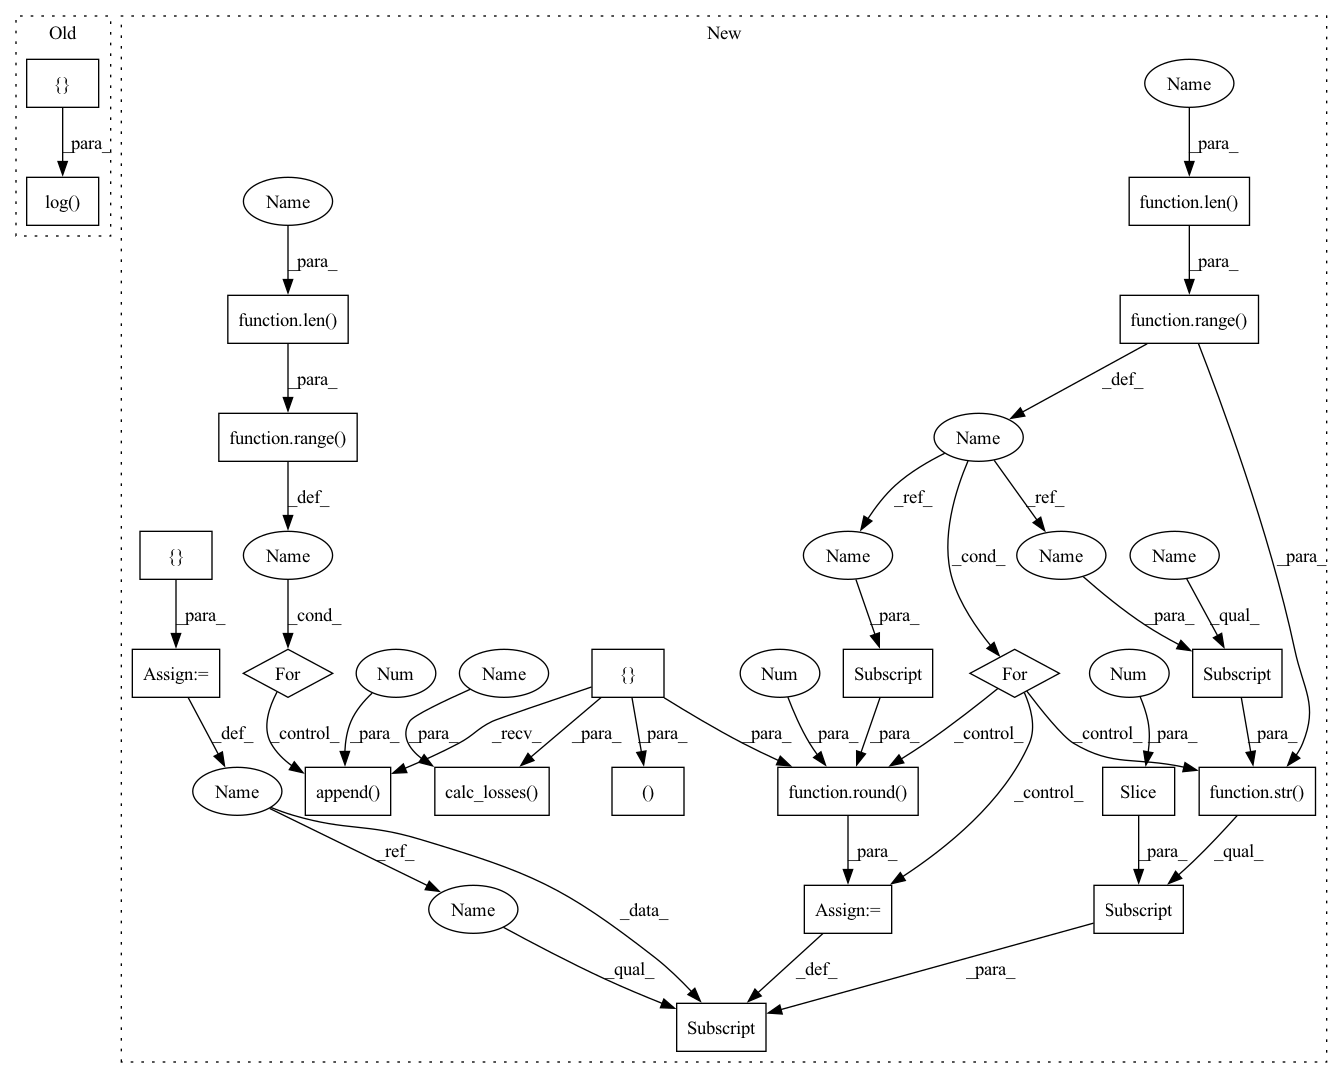 Old
New
{}
Name
_para_
_para_
log()
Name
function.len()
_para_
_para_
function.len()
function.range()
_para_
_def_
function.range()
Name
_def_
_ref_
_ref_
{}
Name
Name
Name
Name
_cond_
_para_
_para_
_cond_
_para_
_para_
_qual_
Assign:=
For
Num
Name
{}
Num
Subscript
For
Num
Subscript
_def_
_control_
_para_
_para_
_recv_
_para_
_para_
_para_
_para_
_para_
_control_
_control_
_para_
_para_
Name
append()
calc_losses()
()
function.round()
_control_
Slice
function.str()
_ref_
_para_
_para_
_qual_
Name
_data_
Assign:=
Subscript
_qual_
_def_
_para_
Subscript